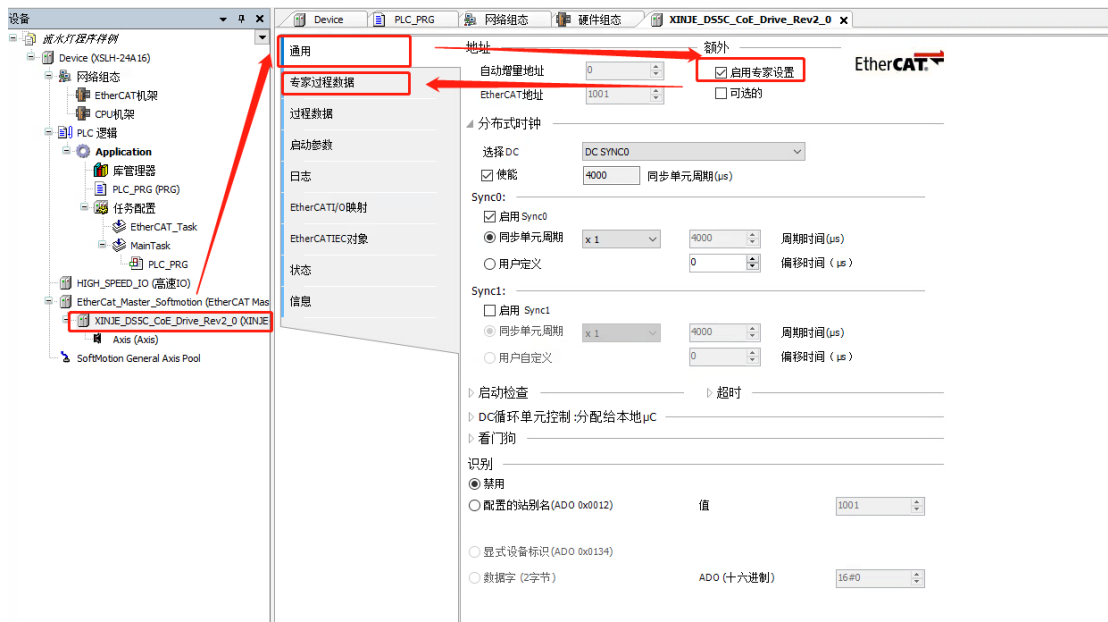 设备
流水灯程序样例
Device (XSLH-24A16)
网络组态
EtherCAT机架
CPU机架
PLC 逻辑
Application
库管理器
PLC_PRG (PRG)
任务配置
EtherCAT_Task
MainTask
PLC_PRG
HIGH_SPEED_IO (高速IO)
EtherCat_Master_Softmotion (EtherCAT Mas
XINJE_DS5C_CoE_Drive_Rev2_0 (XINJE
Axis (Axis)
SoftMotion General Axis Pool
Device PLC_PRG 网络组态 硬件组态 XINJE_DS5C_CoE_Drive_Rev2_0
通用
专家过程数据
过程数据
启动参数
日志
EtherCATI/O映射
EtherCATIEC对象
状态
信息
地址 额外
自动增量地址 0 启用专家设置
EtherCAT地址 1001 可选的
EtherCAT
分布式时钟
选择DC DC SYNC0
使能 4000 同步单元周期(μs)
Sync0:
启用 Sync0
同步单元周期 x 1 4000 周期时间(μs)
用户定义 0 偏移时间（μs）
Sync1:
启用 Sync1
同步单元周期 x 1 4000 周期时间(μs)
用户自定义 0 偏移时间（μs）
启动检查 超时
DC循环单元控制:分配给本地μC
看门狗
识别
禁用
配置的站别名(ADO 0x0012) 值 1001
显式设备标识(ADO 0x0134)
数据字 (2字节) ADO (十六进制) 16#0